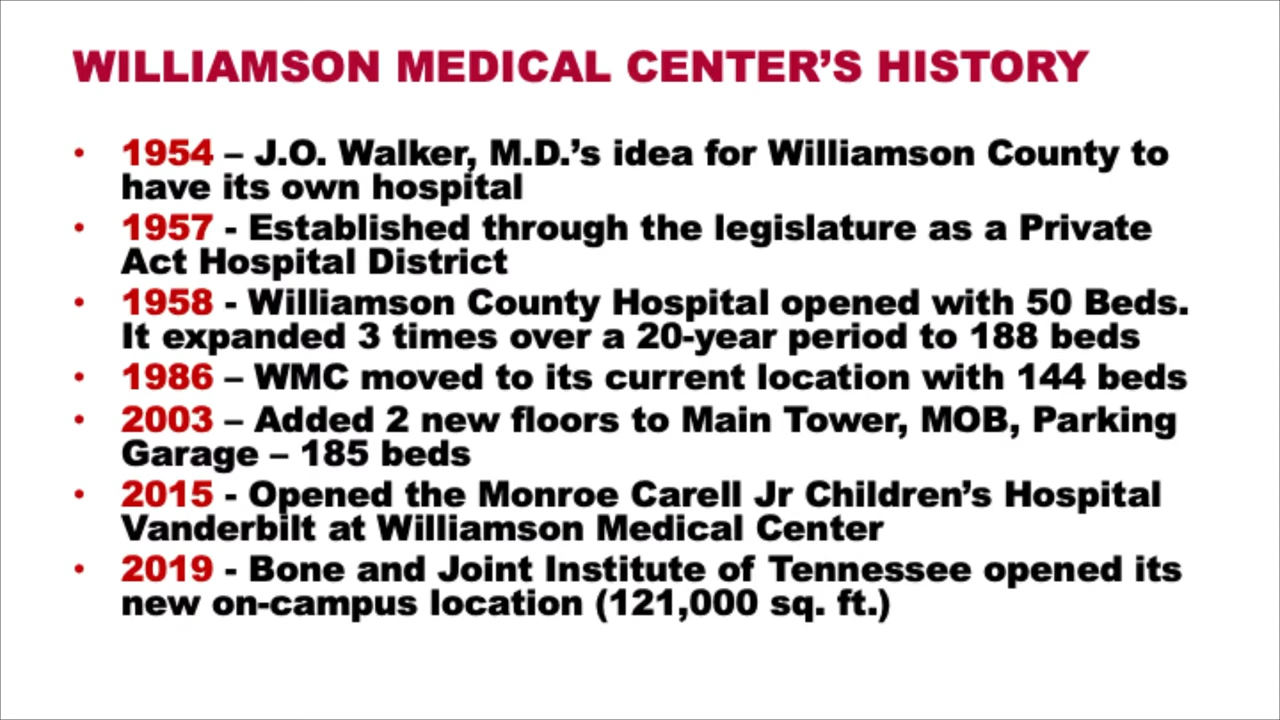 WILLIAMSON MEDICAL CENTER’S HISTORY
• 1954 – J.O. Walker, M.D.’s idea for Williamson County to
have its own hospital
• 1957 - Established through the legislature as a Private
Act Hospital District
• 1958 - Williamson County Hospital opened with 50 Beds.
It expanded 3 times over a 20-year period to 188 beds
• 1986 – WMC moved to its current location with 144 beds
• 2003 – Added 2 new floors to Main Tower, MOB, Parking
Garage – 185 beds
• 2015 - Opened the Monroe Carell Jr Children’s Hospital
Vanderbilt at Williamson Medical Center
• 2019 - Bone and Joint Institute of Tennessee opened its
new on-campus location (121,000 sq. ft.)